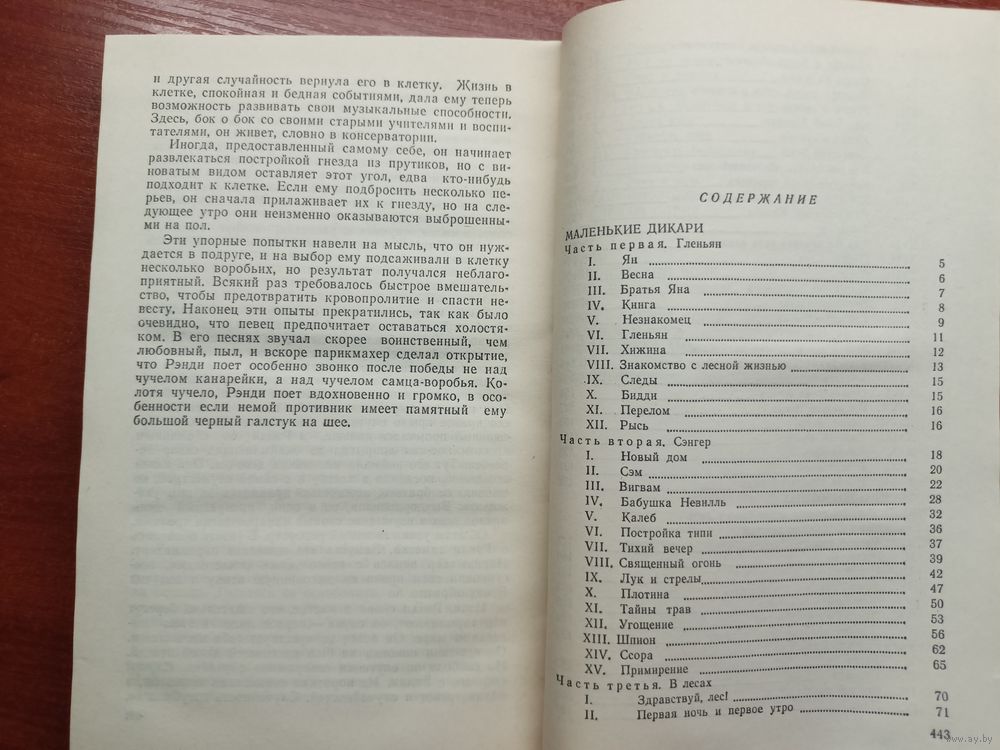 и другая случайность вернула его в клетку. Жизнь в
клетке, спокойная и бедная событиями, дала ему теперь
возможность развивать свои музыкальные способности.
Здесь, бок о бок со своими старыми учителями и воспи-
тателями, он живет, словно в консерватории.
Иногда, предоставленный самому себе, он начинает
развлекаться постройкой гнезда из прутиков, но с ви-
новатым видом оставляет этот угол, едва кто-нибудь
подходит к клетке. Если ему подбросить несколько пе-
рьев, он сначала прилаживает их к гнезду, но на сле-
дующее утро они неизменно оказываются выброшенны-
ми на пол.
Эти упорные попытки навели на мысль, что он нуж-
дается в подруге, и на выбор ему подсаживали в клетку
несколько воробьих, но результат получался неблаго-
приятный. Всякий раз требовалось быстрое вмешатель-
ство, чтобы предотвратить кровопролитие и спасти не-
весту. Наконец эти опыты прекратились, так как было
очевидно, что певец предпочитает оставаться холостя-
ком. В его песнях звучал скорее воинственный, чем
любовный, пыл, и вскоре парикмахер сделал открытие,
что Рэнди поет особенно звонко после победы не над
чучелом канарейки, а над чучелом самца-воробья. Ко-
лотя чучело, Рэнди поет вдохновенно и громко, в осо-
бенности если немой противник имеет памятный ему
большой черный галстук на шее.
СОДЕРЖАНИЕ
МАЛЕНЬКИЕ ДИКАРИ
Часть первая. Гленьян
I. Ян 5
II. Весна 6
III. Братья Яна 7
IV. Книга 8
V. Незнакомец 9
VI. Гленьян 11
VII. Хижина 12
VIII. Знакомство с лесной жизнью 13
IX. Следы 15
X. Бидди 15
XI. Перелом 16
XII. Рысь 16
Часть вторая. Сэнгер
I. Новый дом 18
II. Сэм 20
III. Вигвам 22
IV. Бабушка Невилль 28
V. Калеб 32
VI. Постройка типи 36
VII. Тихий вечер 37
VIII. Священный огонь 39
IX. Лук и стрелы 42
X. Плотина 47
XI. Тайны трав 50
XII. Угощение 53
XIII. Шпион 56
XIV. Ссора 62
XV. Примирение 65
Часть третья. В лесах
I. Здравствуй, лес! 70
II. Первая ночь и первое утро 71
443
www.ay.by